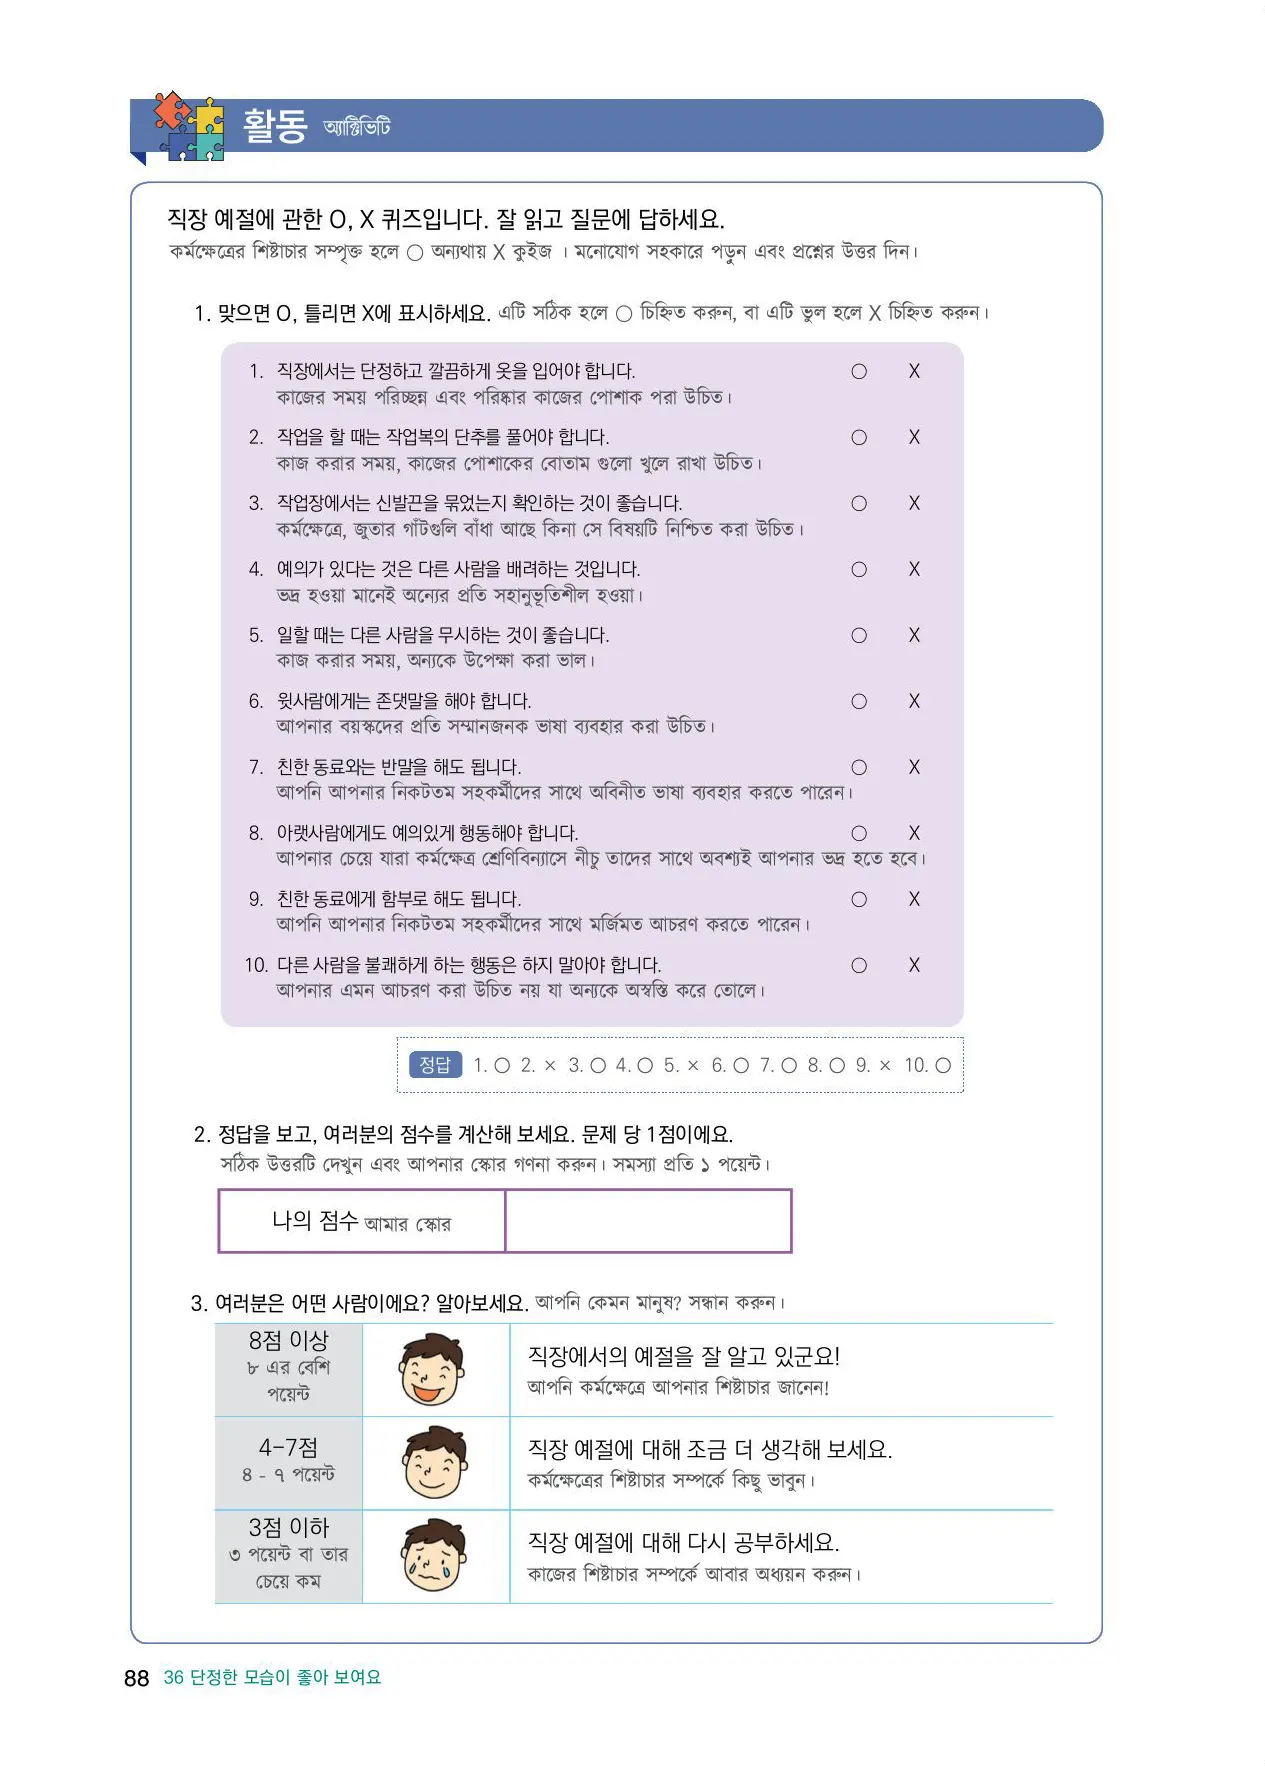 활동 অ্যাক্টিভিটি
직장 예절에 관한 O, X 퀴즈입니다. 잘 읽고 질문에 답하세요.
কর্মক্ষেত্রের শিষ্টাচার সম্পৃক্ত হলে ○ অন্যথায় X কুইজ । মনোযোগ সহকারে পড়ুন এবং প্রশ্নের উত্তর দিন।
1. 맞으면 O, 틀리면 X에 표시하세요. এটি সঠিক হলে ○ চিহ্নিত করুন, বা এটি ভুল হলে X চিহ্নিত করুন।
1. 직장에서는 단정하고 깔끔하게 옷을 입어야 합니다. ○ X
কাজের সময় পরিচ্ছন্ন এবং পরিষ্কার কাজের পোশাক পরা উচিত।
2. 작업을 할 때는 작업복의 단추를 풀어야 합니다. ○ X
কাজ করার সময়, কাজের পোশাকের বোতাম গুলো খুলে রাখা উচিত।
3. 작업장에서는 신발끈을 묶었는지 확인하는 것이 좋습니다. ○ X
কর্মক্ষেত্রে, জুতার গাঁটগুলি বাঁধা আছে কিনা সে বিষয়টি নিশ্চিত করা উচিত।
4. 예의가 있다는 것은 다른 사람을 배려하는 것입니다. ○ X
ভদ্র হওয়া মানেই অন্যের প্রতি সহানুভূতিশীল হওয়া।
5. 일할 때는 다른 사람을 무시하는 것이 좋습니다. ○ X
কাজ করার সময়, অন্যকে উপেক্ষা করা ভাল।
6. 윗사람에게는 존댓말을 해야 합니다. ○ X
আপনার বয়স্কদের প্রতি সম্মানজনক ভাষা ব্যবহার করা উচিত।
7. 친한 동료와는 반말을 해도 됩니다. ○ X
আপনি আপনার নিকটতম সহকর্মীদের সাথে অবিনীত ভাষা ব্যবহার করতে পারেন।
8. 아랫사람에게도 예의있게 행동해야 합니다. ○ X
আপনার চেয়ে যারা কর্মক্ষেত্র শ্রেণিবিন্যাসে নীচু তাদের সাথে অবশ্যই আপনার ভদ্র হতে হবে।
9. 친한 동료에게 함부로 해도 됩니다. ○ X
আপনি আপনার নিকটতম সহকর্মীদের সাথে মর্জিমত আচরণ করতে পারেন।
10. 다른 사람을 불쾌하게 하는 행동은 하지 말아야 합니다. ○ X
আপনার এমন আচরণ করা উচিত নয় যা অন্যকে অস্বস্তি করে তোলে।
정답 1. ○ 2. × 3. ○ 4. ○ 5. × 6. ○ 7. ○ 8. ○ 9. × 10. ○
2. 정답을 보고, 여러분의 점수를 계산해 보세요. 문제 당 1점이에요.
সঠিক উত্তরটি দেখুন এবং আপনার স্কোর গণনা করুন। সমস্যা প্রতি ১ পয়েন্ট।
나의 점수 আমার স্কোর
3. 여러분은 어떤 사람이에요? 알아보세요. আপনি কেমন মানুষ? সন্ধান করুন।
8점 이상
৮ এর বেশি
পয়েন্ট
직장에서의 예절을 잘 알고 있군요!
আপনি কর্মক্ষেত্রে আপনার শিষ্টাচার জানেন!
4-7점
৪ - ৭ পয়েন্ট
직장 예절에 대해 조금 더 생각해 보세요.
কর্মক্ষেত্রের শিষ্টাচার সম্পর্কে কিছু ভাবুন।
3점 이하
৩ পয়েন্ট বা তার
চেয়ে কম
직장 예절에 대해 다시 공부하세요.
কাজের শিষ্টাচার সম্পর্কে আবার অধ্যয়ন করুন।
88 36 단정한 모습이 좋아 보여요